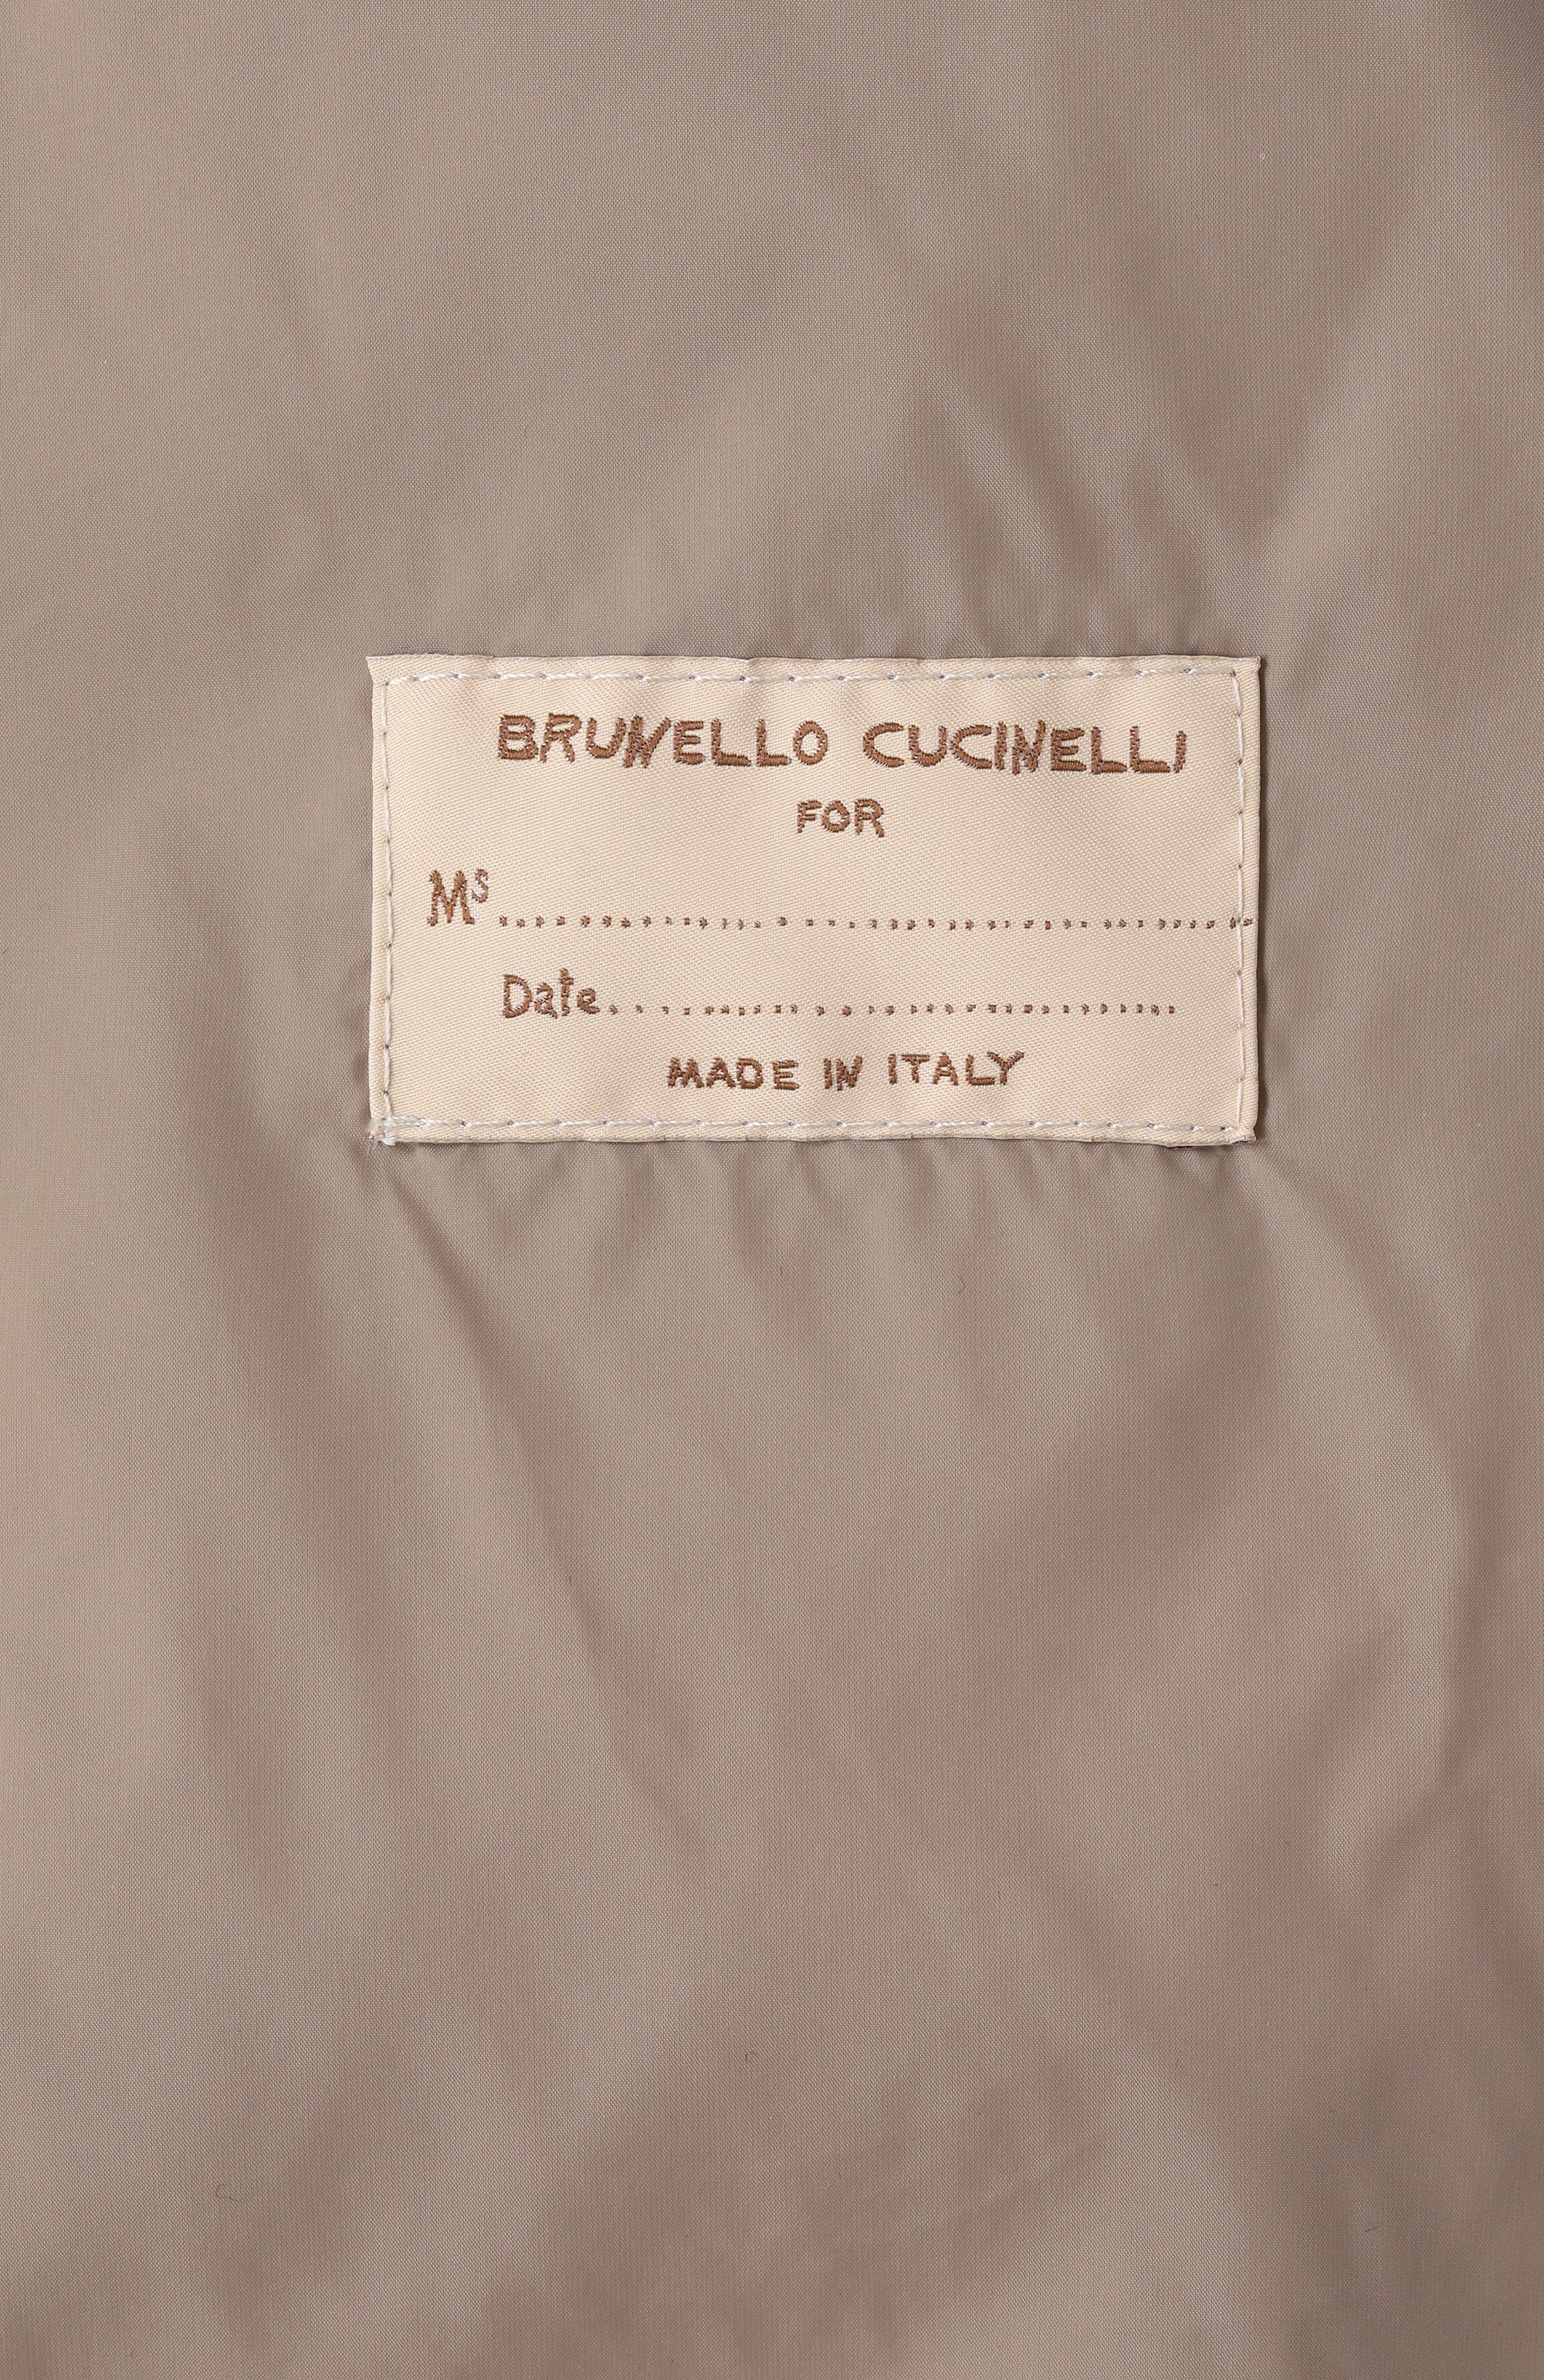 BRUNELLO CUCINELLI
FOR
Ms..........................................
Date....................................
MADE IN ITALY